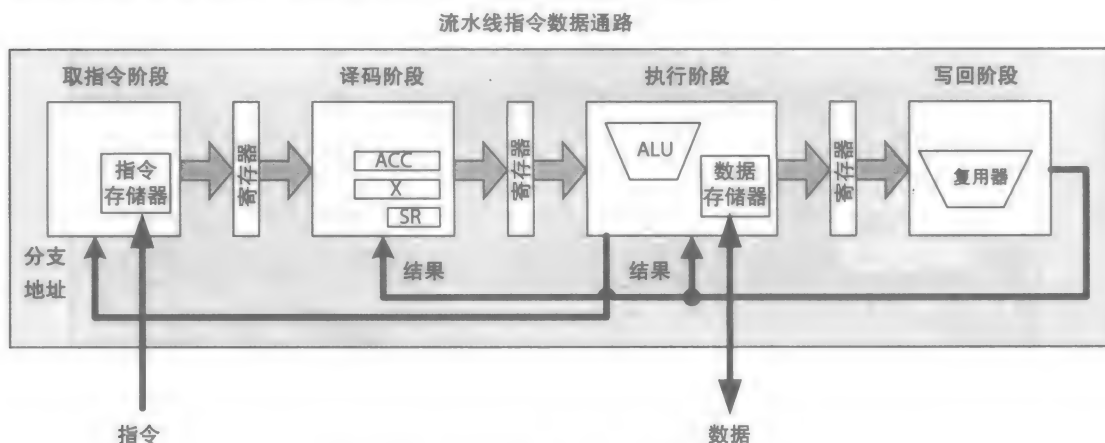 流水线指令数据通路
取指令阶段
译码阶段
执行阶段
写回阶段
指令
存储器
寄存器
ACC
X
SR
寄存器
ALU
数据
存储器
寄存器
复用器
分支
地址
结果
结果
指令
数据